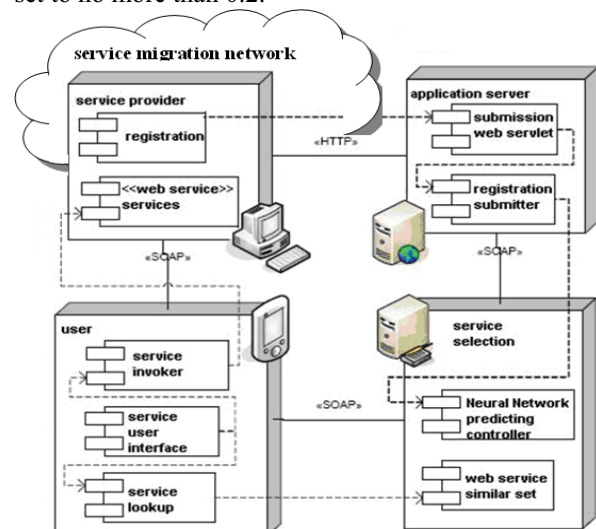 set to no more than 0.2.
service migration network
service provider
registration
<<web service>>
services
application server
submission
web servlet
registration
submitter
«HTTP»
«SOAP»
«SOAP»
user
service
invoker
service
user
interface
service
lookup
«SOAP»
service
selection
Neural Network
predicting
controller
web service
similar set